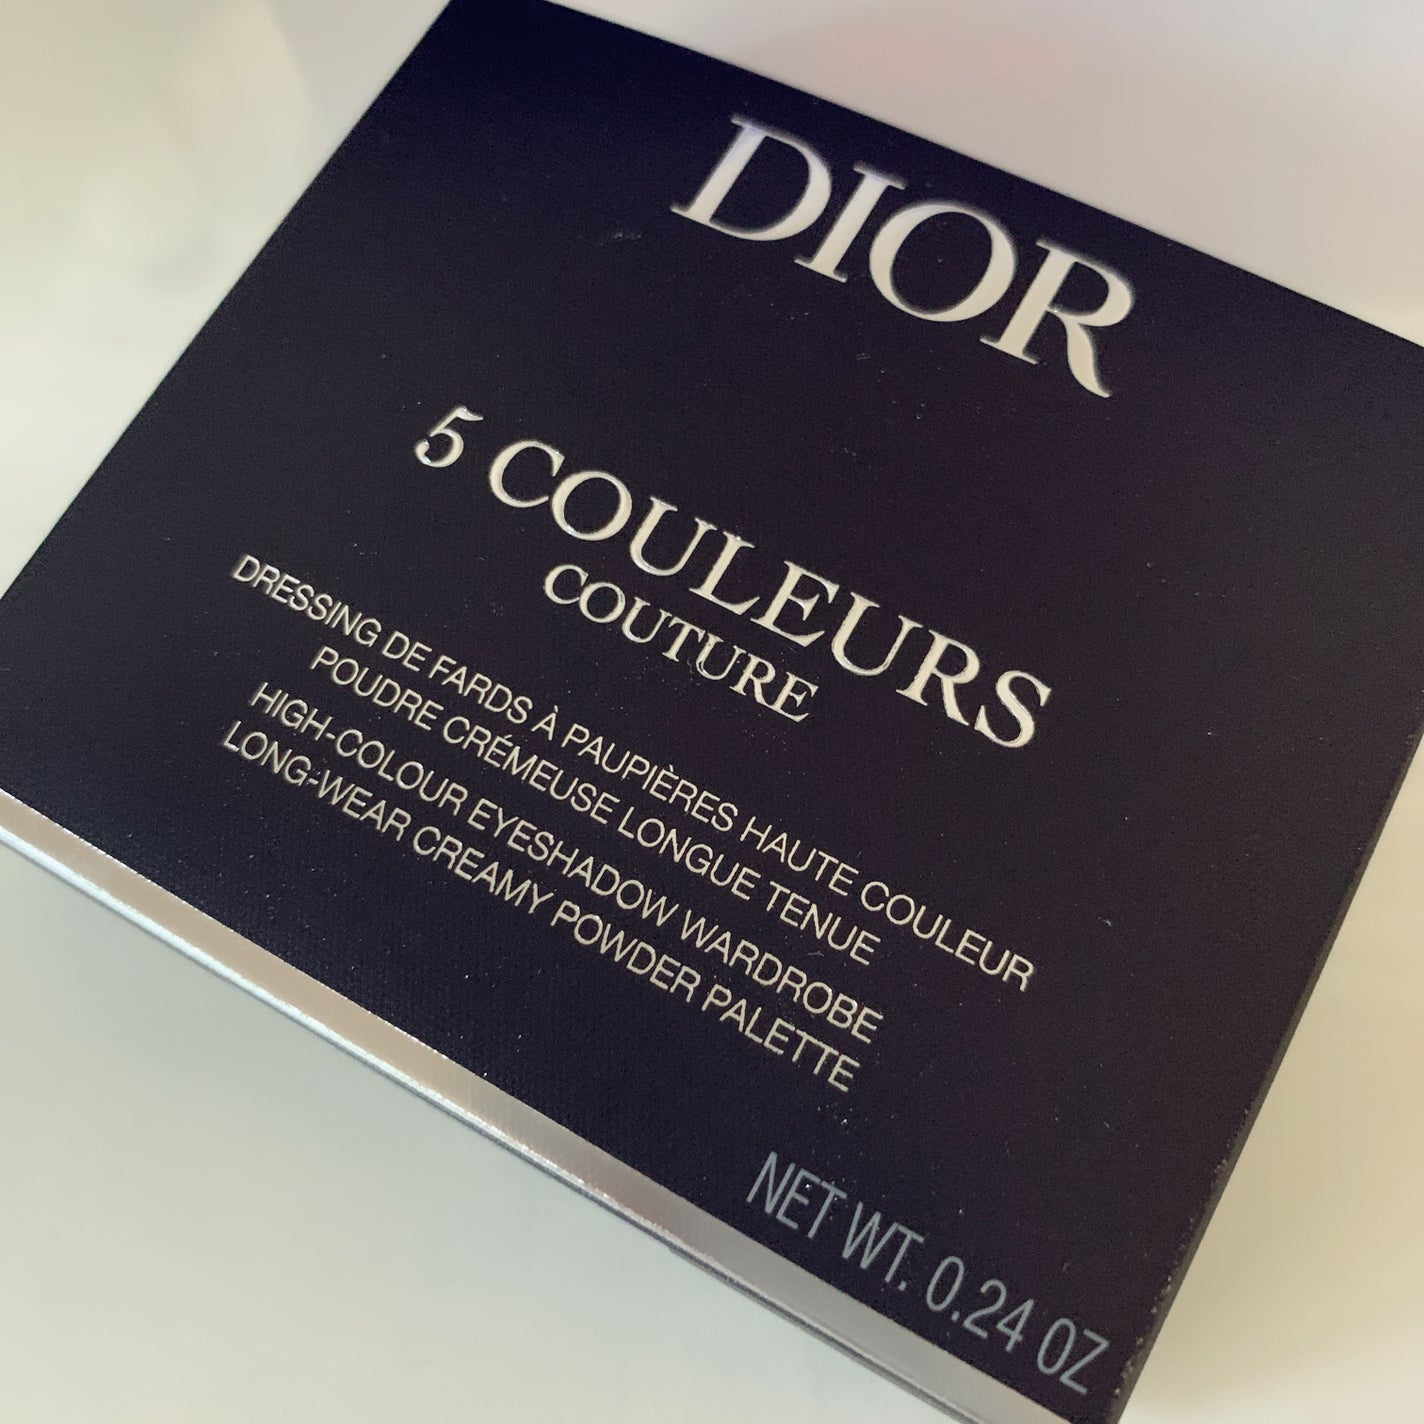 DIOR
5 COULEURS
COUTURE
DRESSING DE FARDS À PAUPIÈRES HAUTE COULEUR
POUDRE CRÉMEUSE LONGUE TENUE
HIGH-COLOUR EYESHADOW WARDROBE
LONG-WEAR CREAMY POWDER PALETTE
NET WT. 0.24 OZ